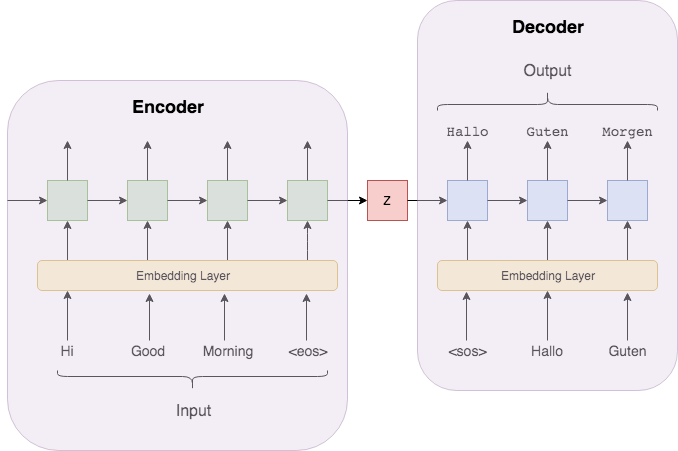 Decoder
Output
Hallo Guten Morgen
Encoder
z
Embedding Layer
Embedding Layer
Hi Good Morning <eos>
<sos> Hallo Guten
Input